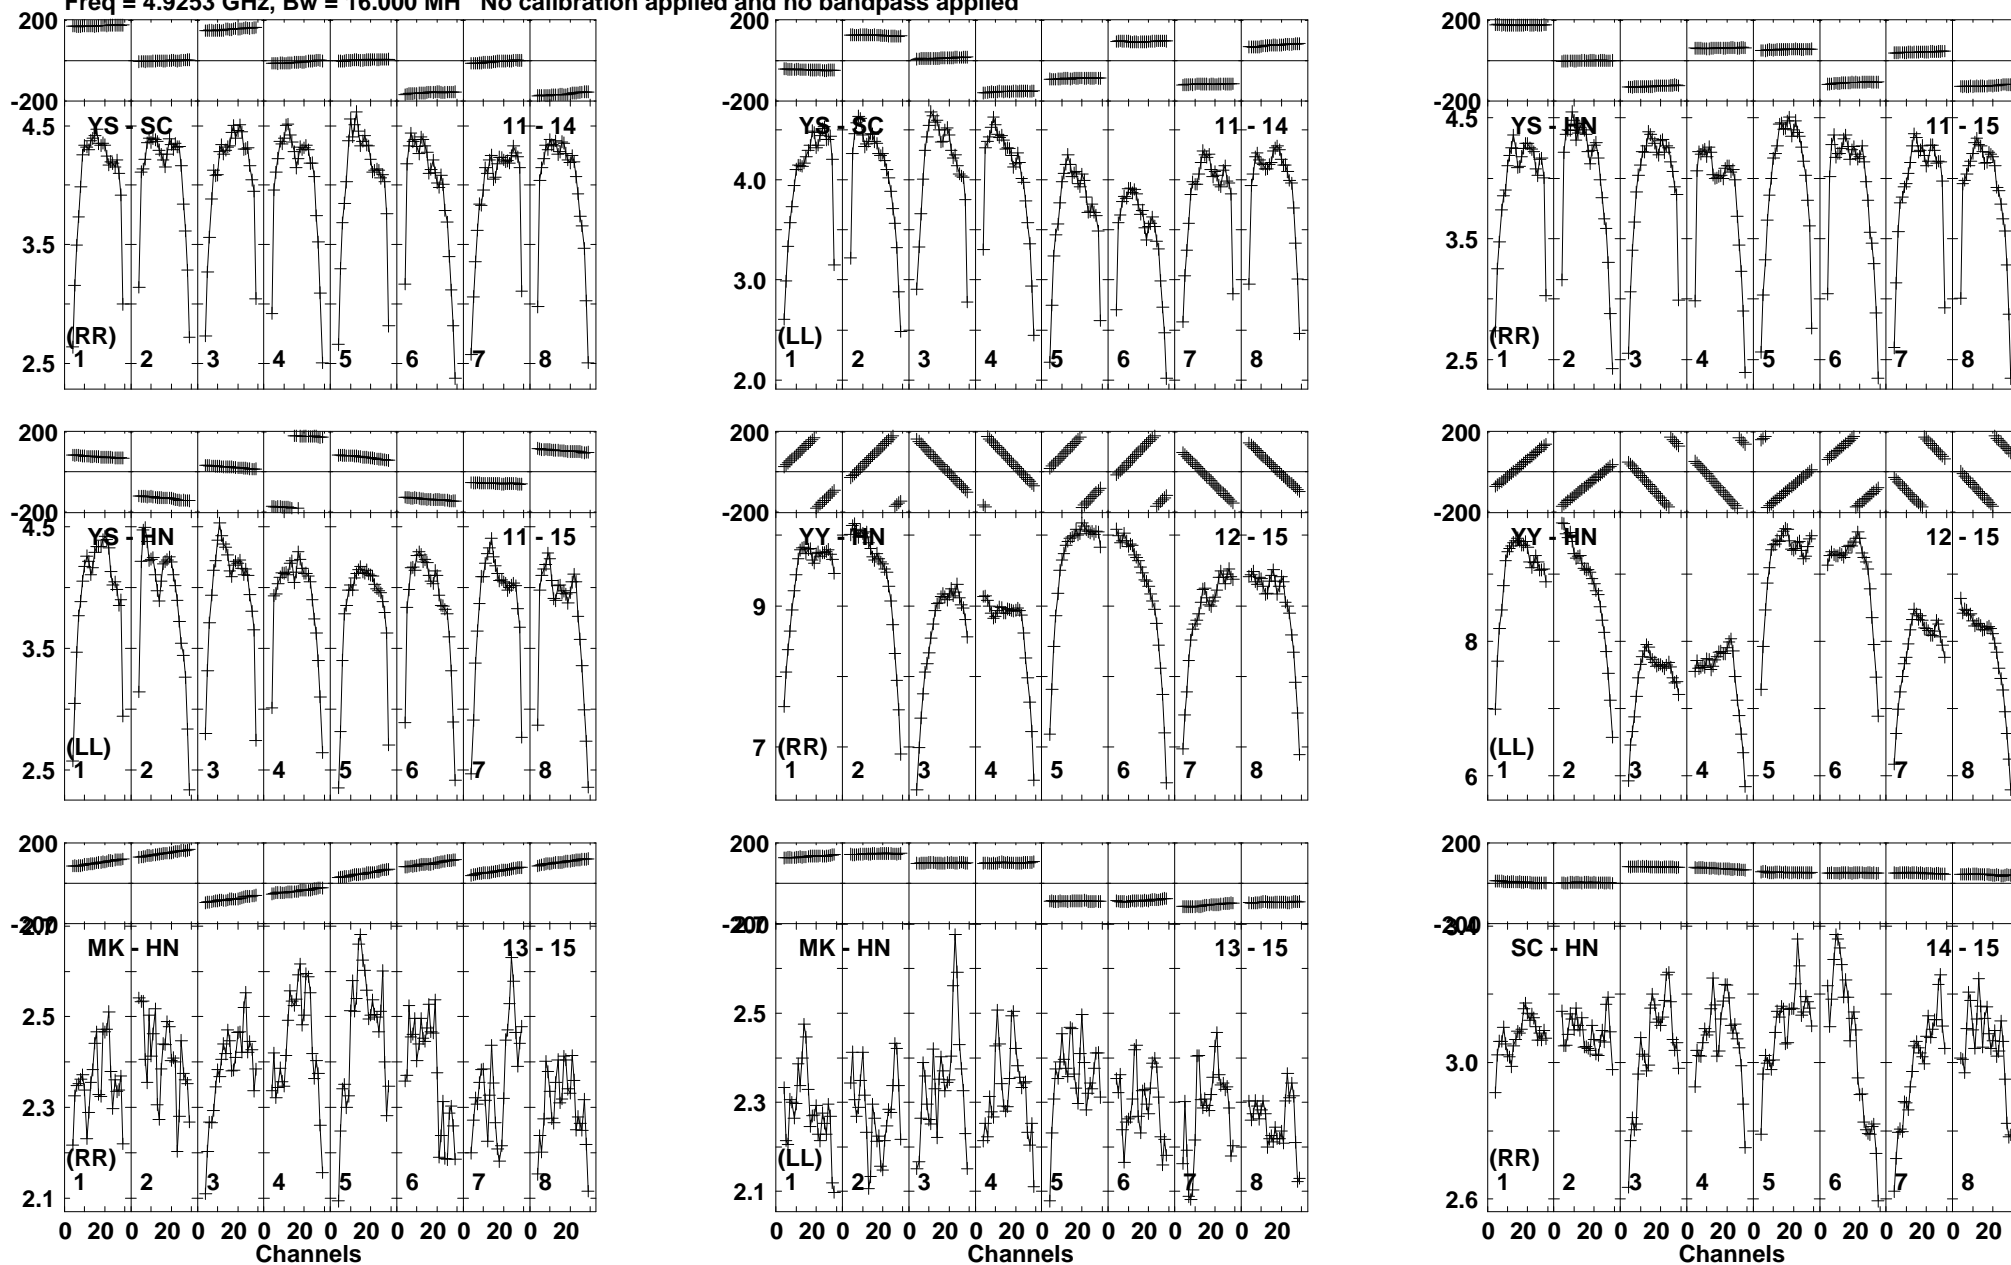 Freq = 4.9253 GHz, Bw = 16.000 MH No calibration applied and no bandpass applied
200 200 200
-200 -200 -200
4.5 YS - SC 11 - 14 YS - SC 11 - 14 4.5 YS - HN 11 - 15
4.0
3.5 3.5
3.0
(RR) (LL) (RR)
2.5 1 2 3 4 5 6 7 8 1 2 3 4 5 6 7 8 2.5 1 2 3 4 5 6 7 8
2.0
200 200 200
-200 -200 -200
4.5 YS - HN 11 - 15 YY - HN 12 - 15 YY - HN 12 - 15
9
3.5 8
(LL) 7 (RR) (LL)
2.5 1 2 3 4 5 6 7 8 1 2 3 4 5 6 7 8 6 1 2 3 4 5 6 7 8
200 200 200
-200 2.7 -200 2.7 -200 3.4
MK - HN 13 - 15 MK - HN 13 - 15 SC - HN 14 - 15
2.5 2.5
3.0
2.3 2.3
(RR) (LL) (RR)
2.1 1 2 3 4 5 6 7 8 2.1 1 2 3 4 5 6 7 8 2.6 1 2 3 4 5 6 7 8
0 20 0 20 0 20 0 20 0 20 0 20 0 20 0 20 0 20 0 20 0 20 0 20 0 20 0 20 0 20 0 20 0 20 0 20 0 20 0 20 0 20 0 20 0 20 0 20
Channels Channels Channels